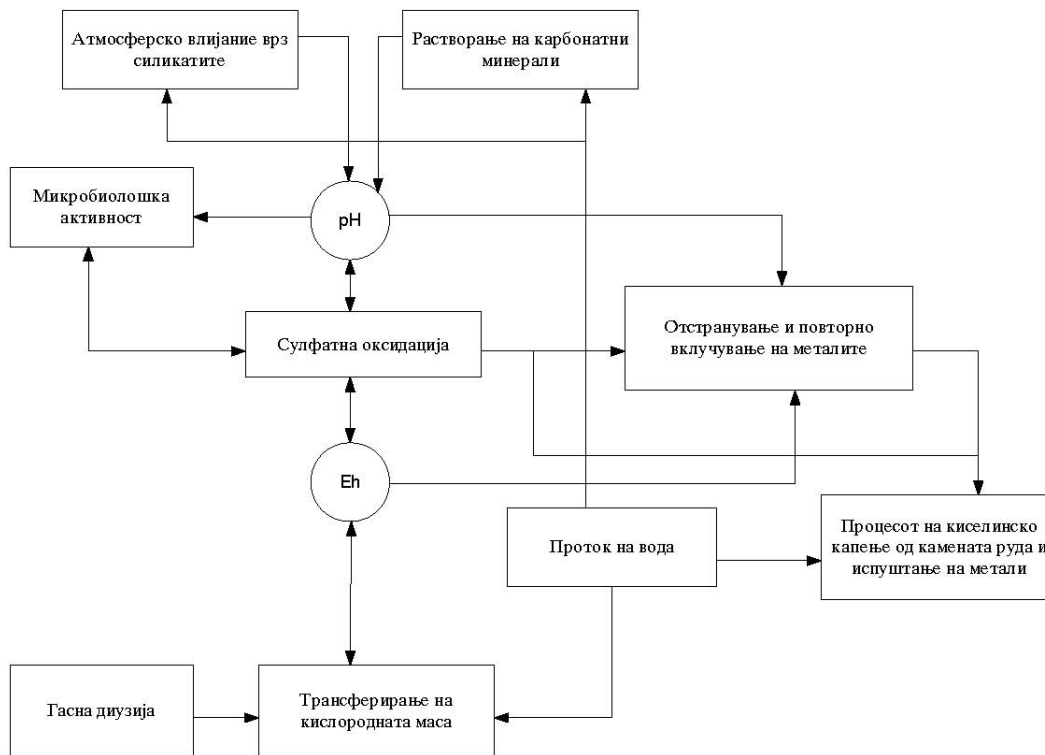 Атмосферско влијание врз
силикатите
Растворање на карбонатни
минерали
Микробиолошка
активност
pH
Сулфатна оксидација
Отстранување и повторно
вклучување на металите
Eh
Проток на вода
Процесот на киселинско
капење од камената руда и
испуштање на метали
Гасна диузија
Трансферирање на
кислородната маса